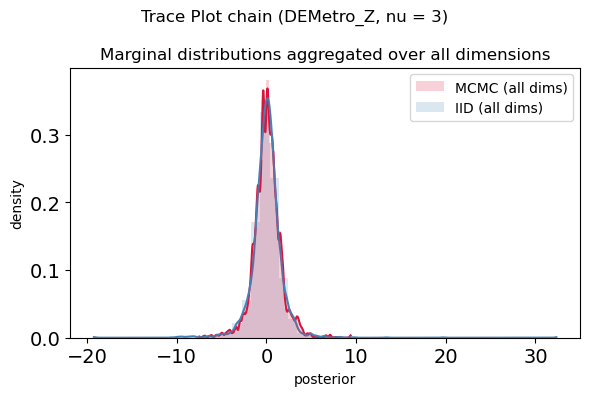 Trace Plot chain (DEMetro_Z, nu = 3)
Marginal distributions aggregated over all dimensions
MCMC (all dims)
IID (all dims)
density
0.3
0.2
0.1
0.0
−20
−10
0
10
20
30
posterior